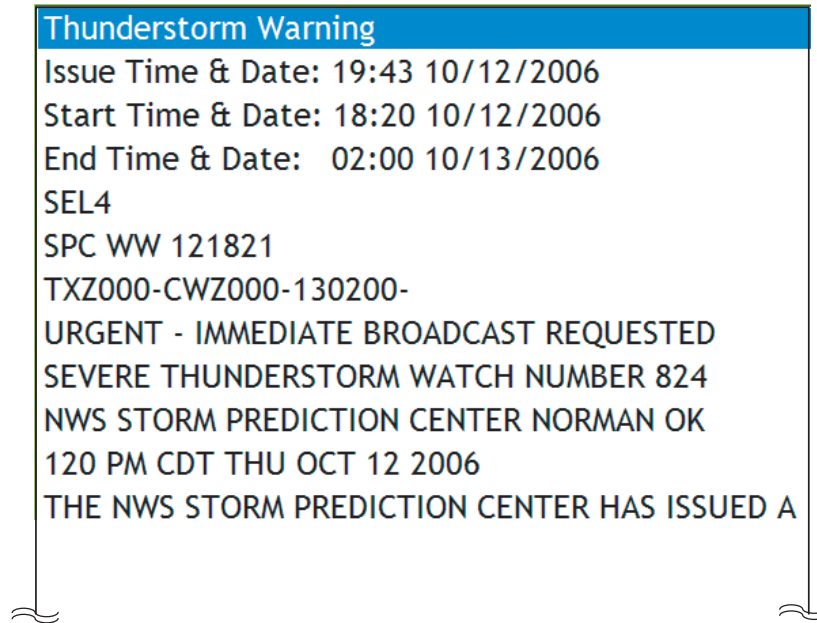 Thunderstorm Warning
Issue Time & Date: 19:43 10/12/2006
Start Time & Date: 18:20 10/12/2006
End Time & Date: 02:00 10/13/2006
SEL4
SPC WW 121821
TXZ000-CWZ000-130200-
URGENT - IMMEDIATE BROADCAST REQUESTED
SEVERE THUNDERSTORM WATCH NUMBER 824
NWS STORM PREDICTION CENTER NORMAN OK
120 PM CDT THU OCT 12 2006
THE NWS STORM PREDICTION CENTER HAS ISSUED A